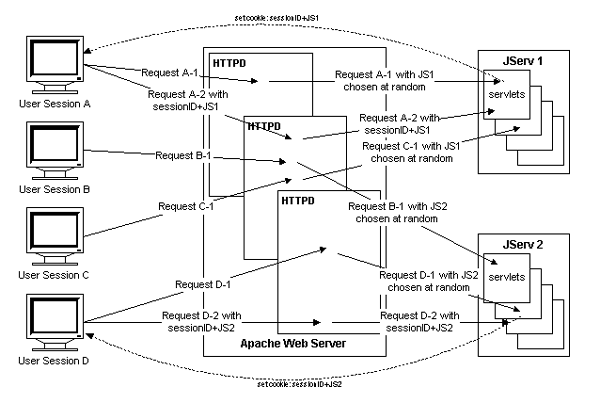 setcookie: sessionID+JS1
HTTPD
JServ 1
Request A-1
Request A-1 with JS1
chosen at random
servlets
User Session A
Request A-2 with
sessionID+JS1
HTTPD
Request A-2 with
sessionID+JS1
Request B-1
Request C-1 with JS1
chosen at random
User Session B
HTTPD
Request C-1
Request B-1 with JS2
chosen at random
JServ 2
User Session C
Request D-1
Request D-1 with JS2
chosen at random
servlets
Request D-2 with
sessionID+JS2
Request D-2 with
sessionID+JS2
User Session D
Apache Web Server
setcookie: sessionID+JS2